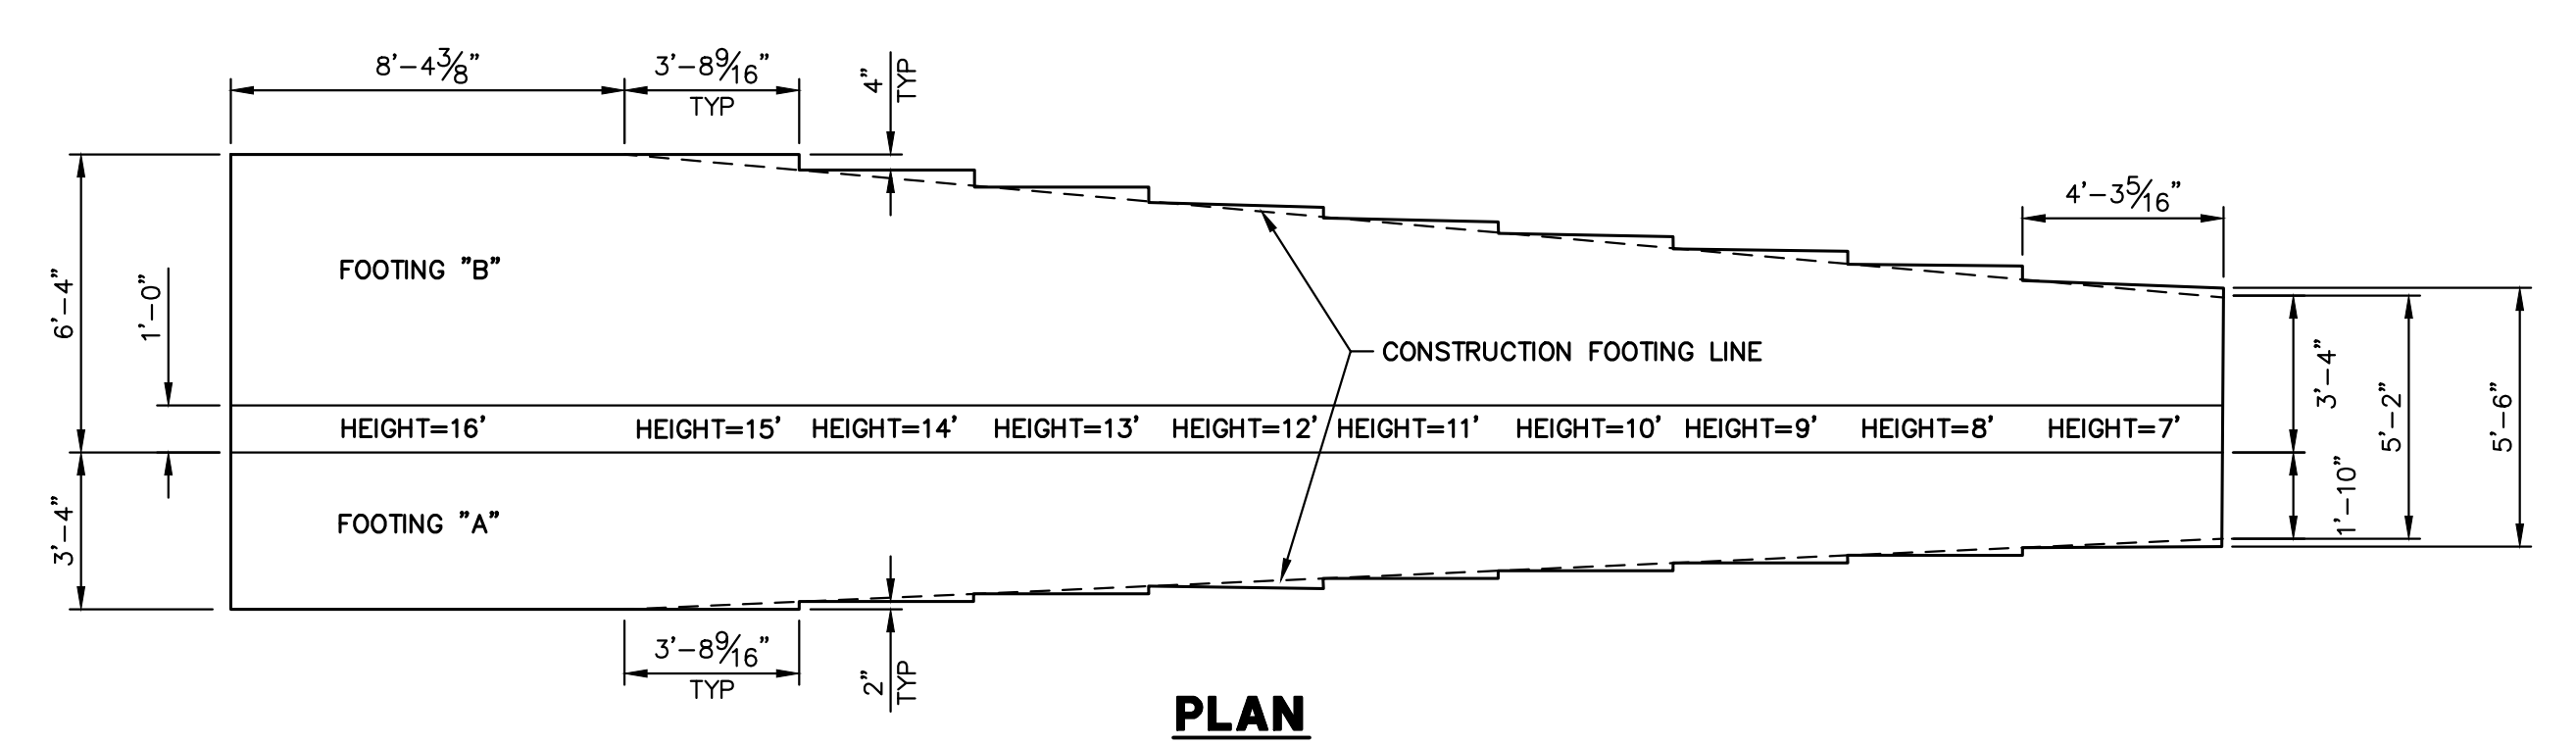 8'-4 3/8"
3'-8 9/16"
TYP
4"
TYP
4'-3 5/16"
6'-4"
1'-0"
FOOTING "B"
CONSTRUCTION FOOTING LINE
3'-4"
5'-2"
5'-6"
HEIGHT=16' HEIGHT=15' HEIGHT=14' HEIGHT=13' HEIGHT=12' HEIGHT=11' HEIGHT=10' HEIGHT=9' HEIGHT=8' HEIGHT=7'
3'-4"
FOOTING "A"
1'-10"
3'-8 9/16"
TYP
2"
TYP
PLAN